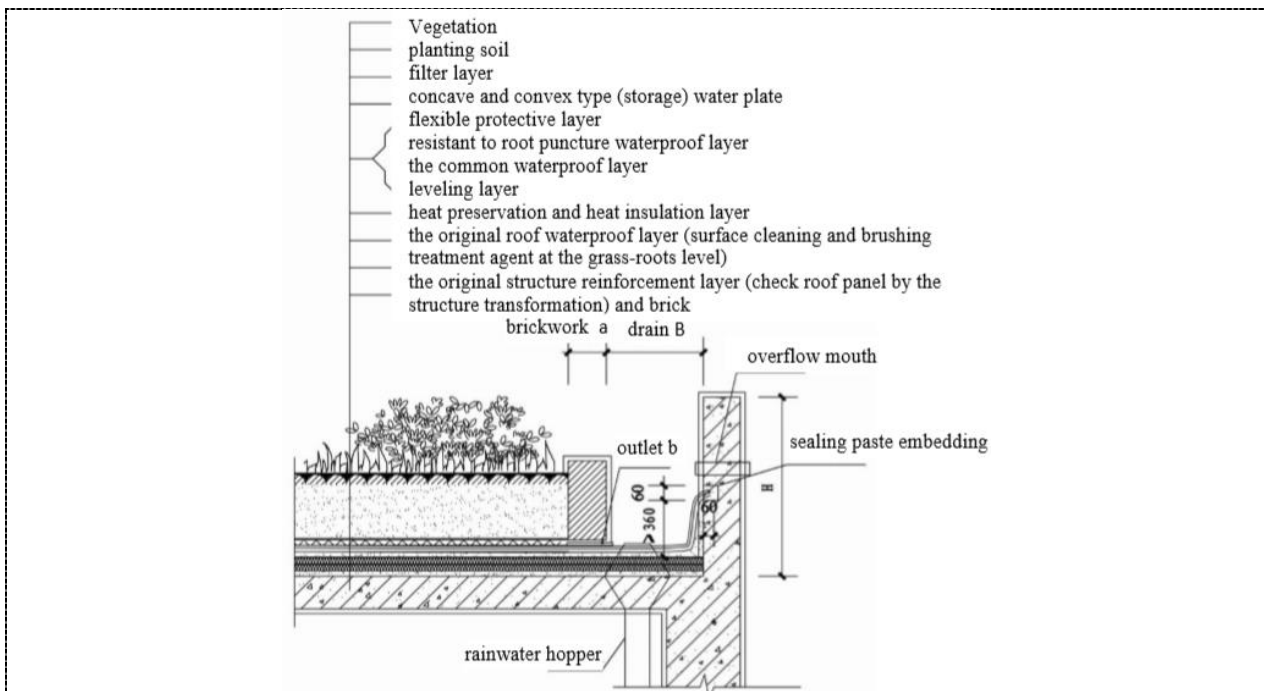 Vegetation
planting soil
filter layer
concave and convex type (storage) water plate
flexible protective layer
resistant to root puncture waterproof layer
the common waterproof layer
leveling layer
heat preservation and heat insulation layer
the original roof waterproof layer (surface cleaning and brushing
treatment agent at the grass-roots level)
the original structure reinforcement layer (check roof panel by the
structure transformation) and brick
brickwork a drain B
overflow mouth
sealing paste embedding
outlet b
60
60
≥360
H
rainwater hopper